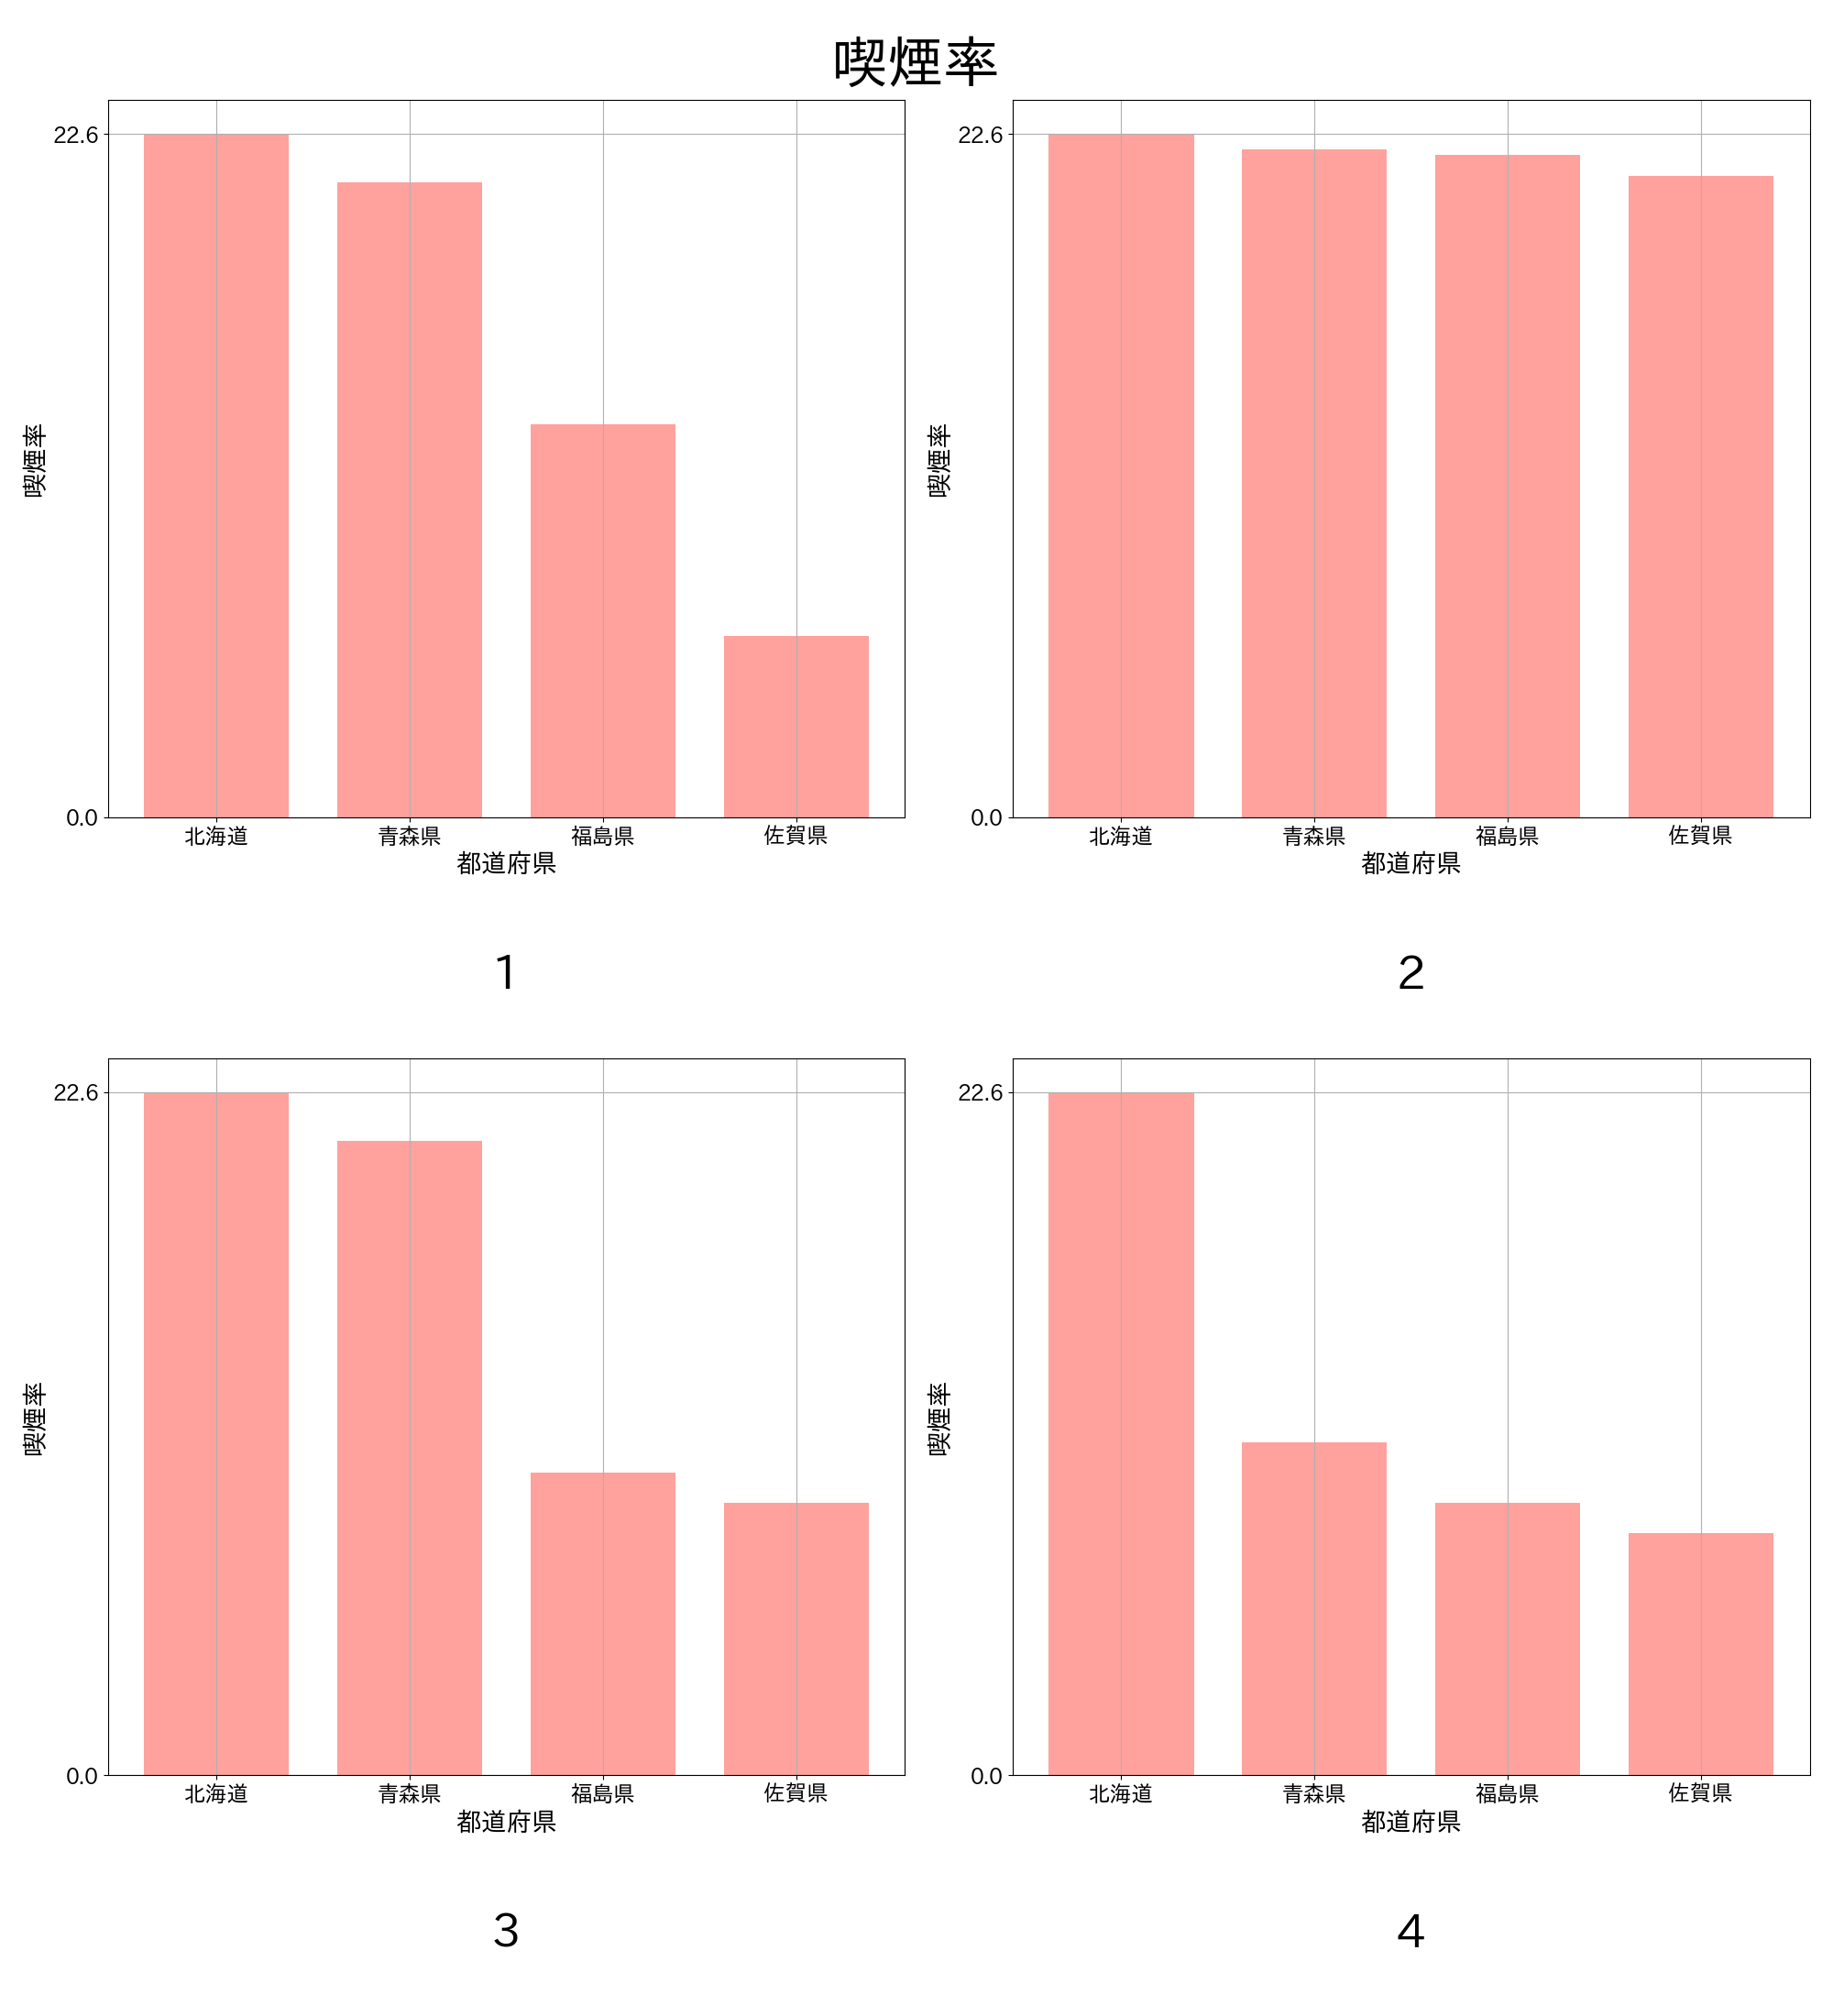 喫煙率
22.6
喫煙率
0.0
北海道 青森県 福島県 佐賀県
都道府県
1
22.6
喫煙率
0.0
北海道 青森県 福島県 佐賀県
都道府県
2
22.6
喫煙率
0.0
北海道 青森県 福島県 佐賀県
都道府県
3
22.6
喫煙率
0.0
北海道 青森県 福島県 佐賀県
都道府県
4